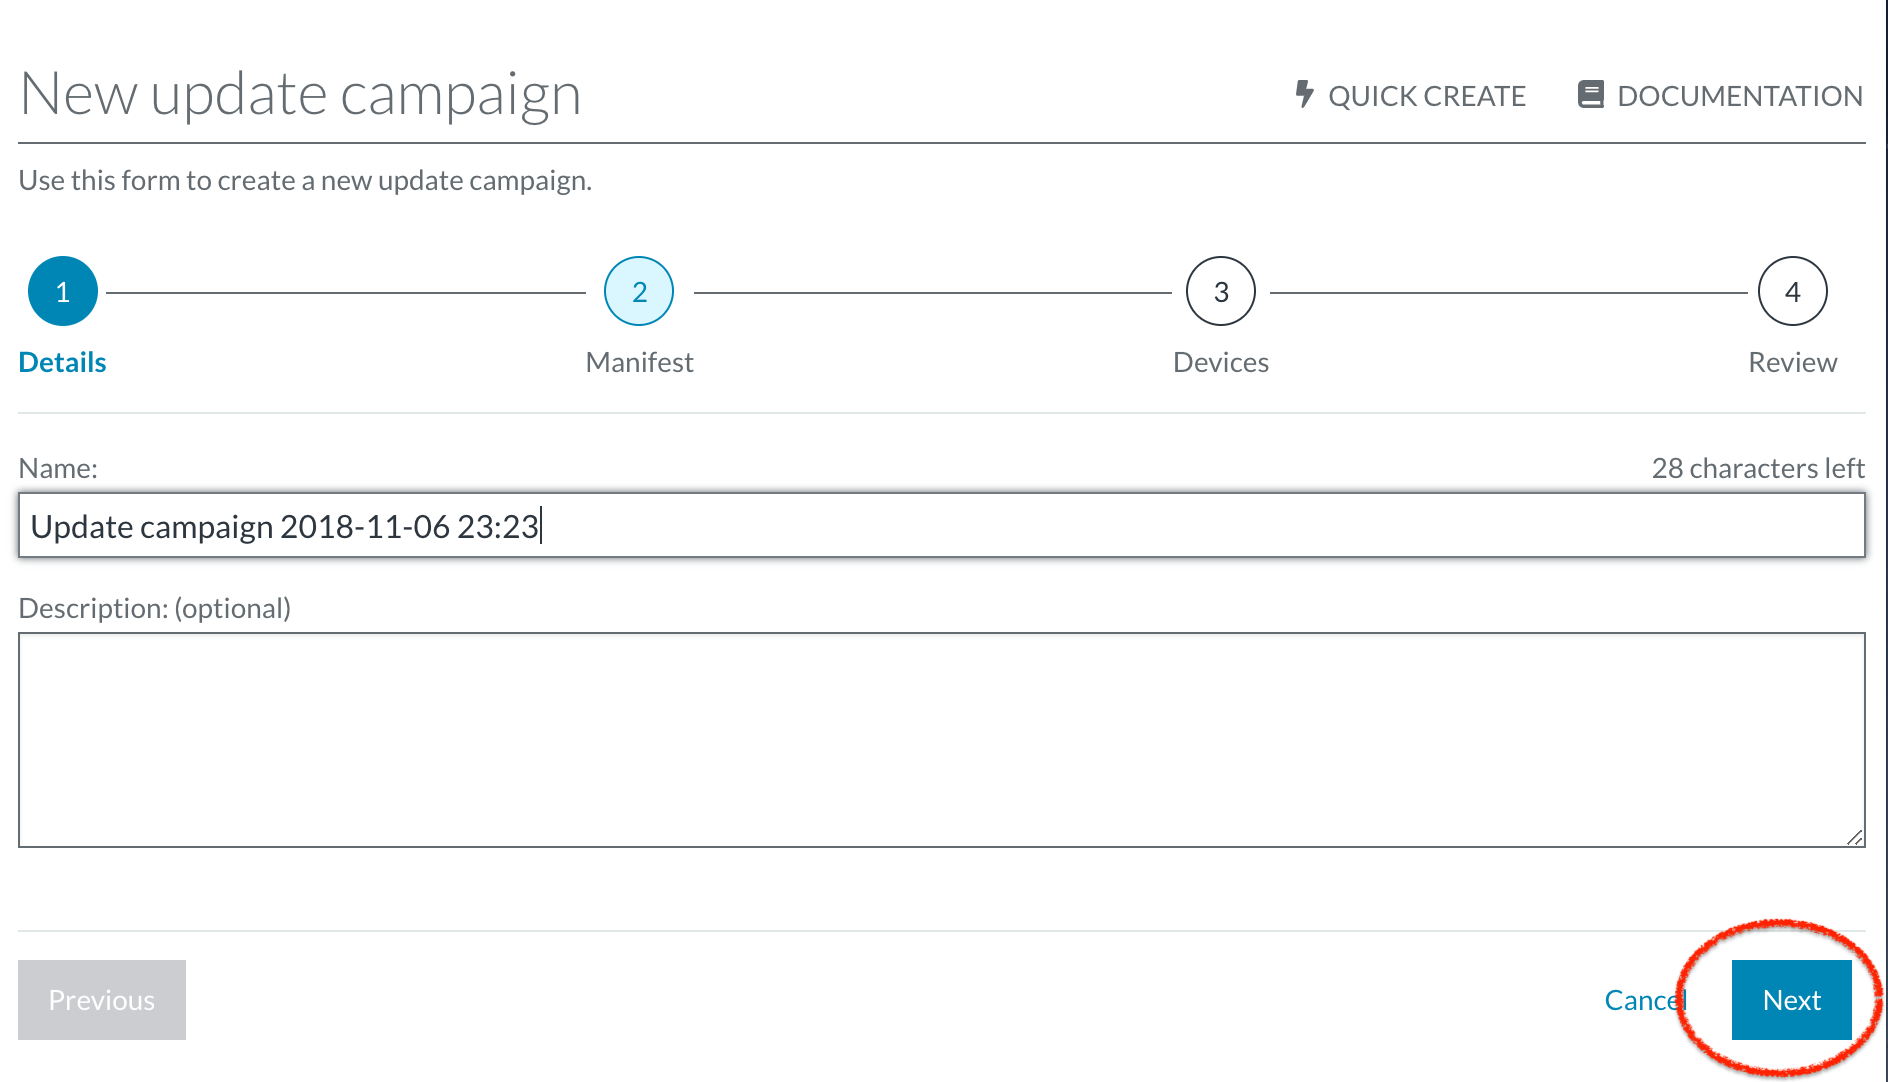 New update campaign
QUICK CREATE
DOCUMENTATION
Use this form to create a new update campaign.
1
2
3
4
Details
Manifest
Devices
Review
Name:
28 characters left
Update campaign 2018-11-06 23:23
Description: (optional)
Previous
Cancel
Next